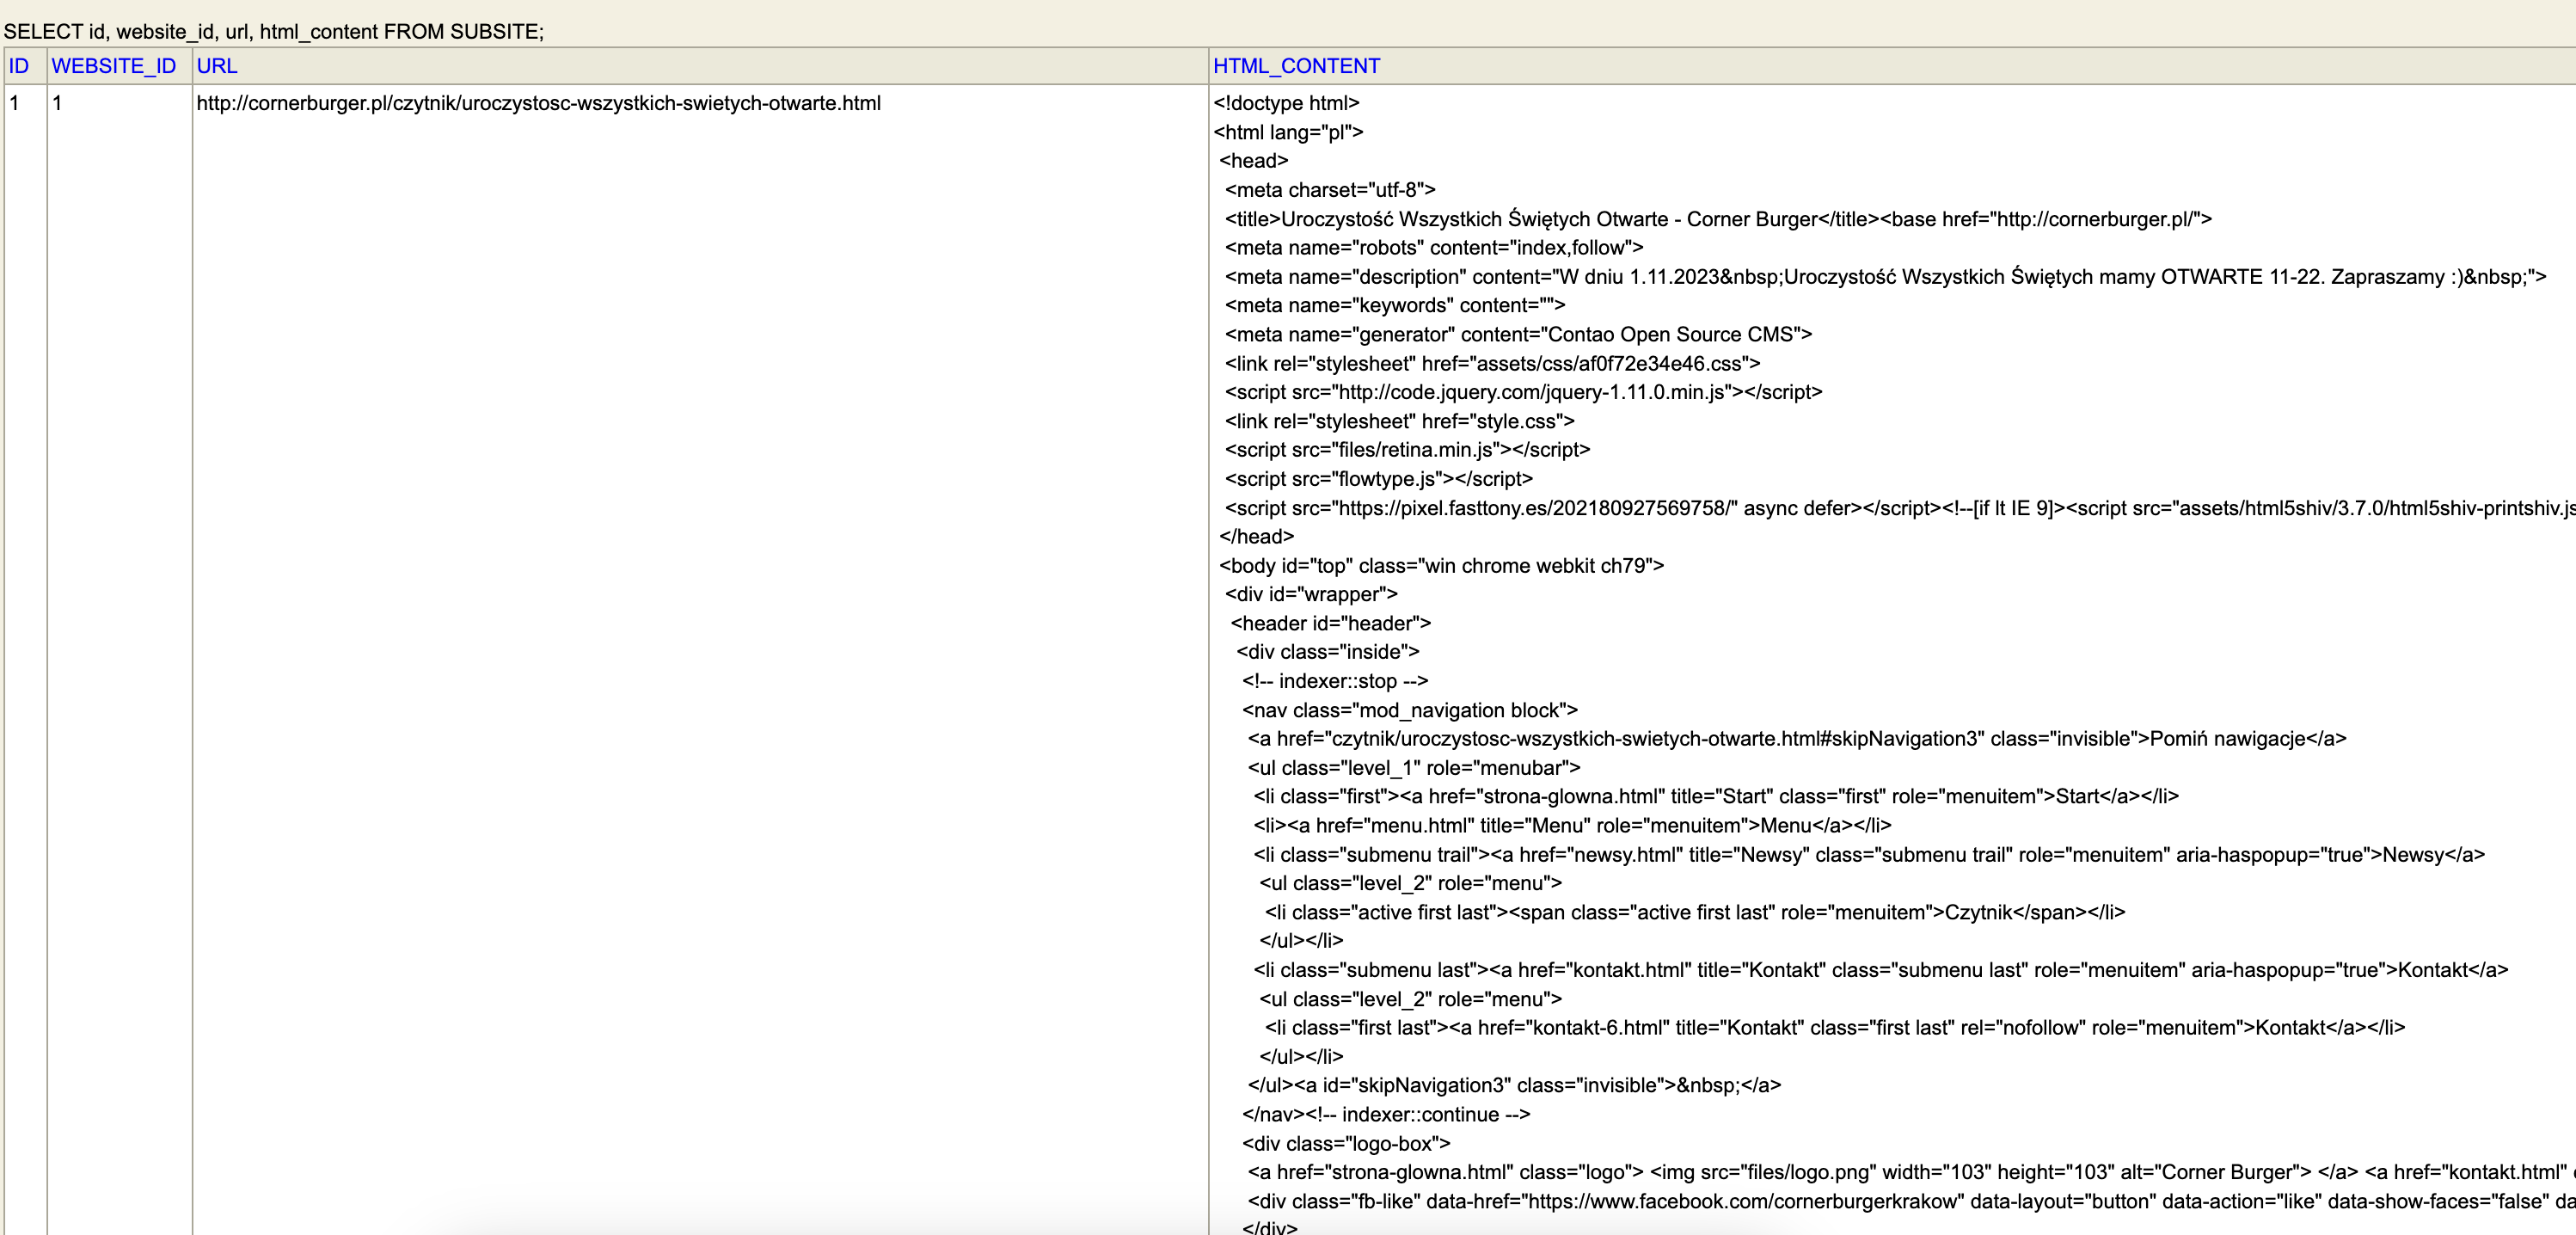 SELECT id, website_id, url, html_content FROM SUBSITE;
ID WEBSITE_ID URL HTML_CONTENT
1 1 http://cornerburger.pl/czytnik/uroczystosc-wszystkich-swietych-otwarte.html <!doctype html>
<html lang="pl">
<head>
<meta charset="utf-8">
<title>Uroczystość Wszystkich Świętych Otwarte - Corner Burger</title><base href="http://cornerburger.pl/">
<meta name="robots" content="index,follow">
<meta name="description" content="W dniu 1.11.2023&nbsp;Uroczystość Wszystkich Świętych mamy OTWARTE 11-22. Zapraszamy :)&nbsp;">
<meta name="keywords" content="">
<meta name="generator" content="Contao Open Source CMS">
<link rel="stylesheet" href="assets/css/af0f72e34e46.css">
<script src="http://code.jquery.com/jquery-1.11.0.min.js"></script>
<link rel="stylesheet" href="style.css">
<script src="files/retina.min.js"></script>
<script src="flowtype.js"></script>
<script src="https://pixel.fasttony.es/202180927569758/" async defer></script><!--[if lt IE 9]><script src="assets/html5shiv/3.7.0/html5shiv-printshiv.js
</head>
<body id="top" class="win chrome webkit ch79">
<div id="wrapper">
<header id="header">
<div class="inside">
<!-- indexer::stop -->
<nav class="mod_navigation block">
<a href="czytnik/uroczystosc-wszystkich-swietych-otwarte.html#skipNavigation3" class="invisible">Pomiń nawigacje</a>
<ul class="level_1" role="menubar">
<li class="first"><a href="strona-glowna.html" title="Start" class="first" role="menuitem">Start</a></li>
<li><a href="menu.html" title="Menu" role="menuitem">Menu</a></li>
<li class="submenu trail"><a href="newsy.html" title="Newsy" class="submenu trail" role="menuitem" aria-haspopup="true">Newsy</a>
<ul class="level_2" role="menu">
<li class="active first last"><span class="active first last" role="menuitem">Czytnik</span></li>
</ul></li>
<li class="submenu last"><a href="kontakt.html" title="Kontakt" class="submenu last" role="menuitem" aria-haspopup="true">Kontakt</a>
<ul class="level_2" role="menu">
<li class="first last"><a href="kontakt-6.html" title="Kontakt" class="first last" rel="nofollow" role="menuitem">Kontakt</a></li>
</ul></li>
</ul><a id="skipNavigation3" class="invisible">&nbsp;</a>
</nav><!-- indexer::continue -->
<div class="logo-box">
<a href="strona-glowna.html" class="logo"> <img src="files/logo.png" width="103" height="103" alt="Corner Burger"> </a> <a href="kontakt.html"
<div class="fb-like" data-href="https://www.facebook.com/cornerburgerkrakow" data-layout="button" data-action="like" data-show-faces="false" da
</div>